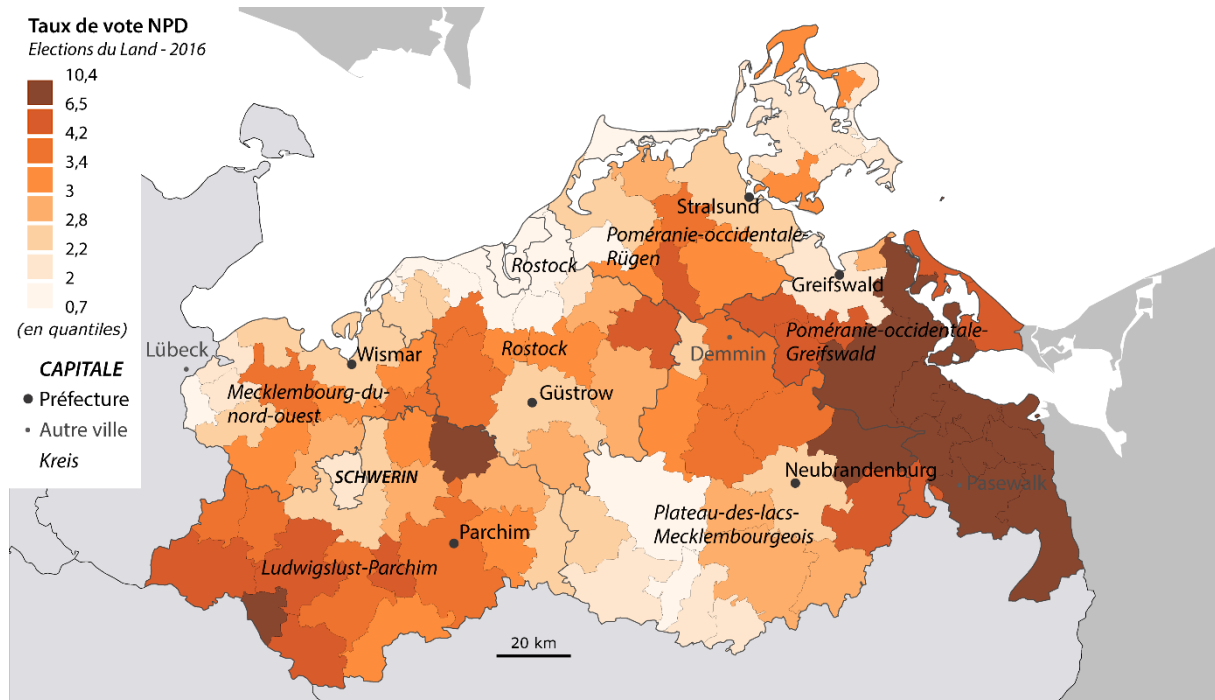 Taux de vote NPD
Elections du Land - 2016
10,4
6,5
4,2
3,4
3
2,8
2,2
2
0,7
(en quantiles)
CAPITALE
Préfecture
Autre ville
Kreis
Lübeck
Wismar
Mecklembourg-du-
nord-ouest
SCHWERIN
Ludwigslust-Parchim
Parchim
Rostock
Rostock
Güstrow
Stralsund
Poméranie-occidentale-
Rügen
Greifswald
Poméranie-occidentale-
Greifswald
Demmin
Neubrandenburg
Pasewalk
Plateau-des-lacs-
Mecklembourgeois
20 km